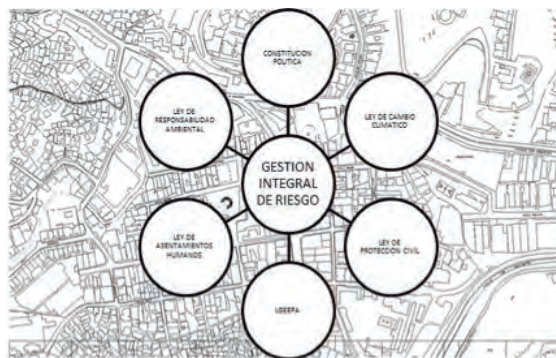 CONSTITUCION
POLITICA
LEY DE
RESPONSABILIDAD
AMBIENTAL
LEY DE CAMBIO
CLIMATICO
GESTION
INTEGRAL
DE RIESGO
LEY DE
ASENTAMIENTOS
HUMANOS
LEY DE
PROTECCION CIVIL
LGEEPA